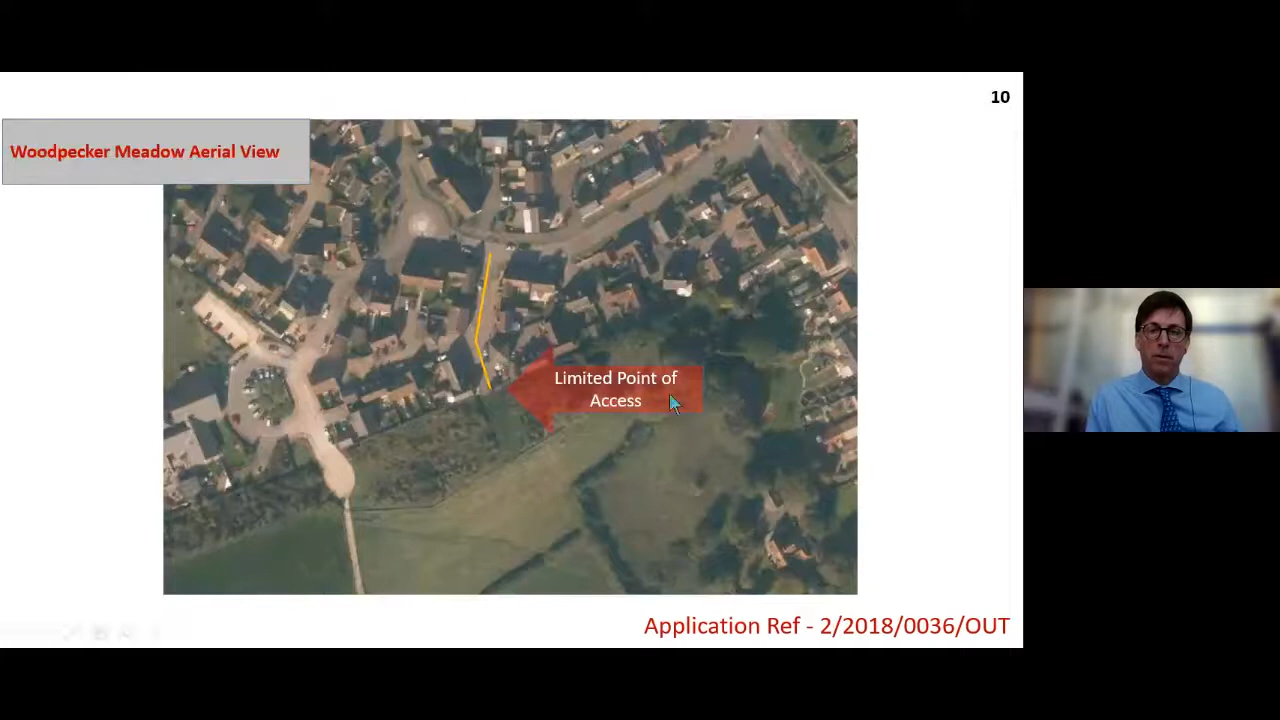 10
Woodpecker Meadow Aerial View
Limited Point of
Access
Application Ref - 2/2018/0036/OUT